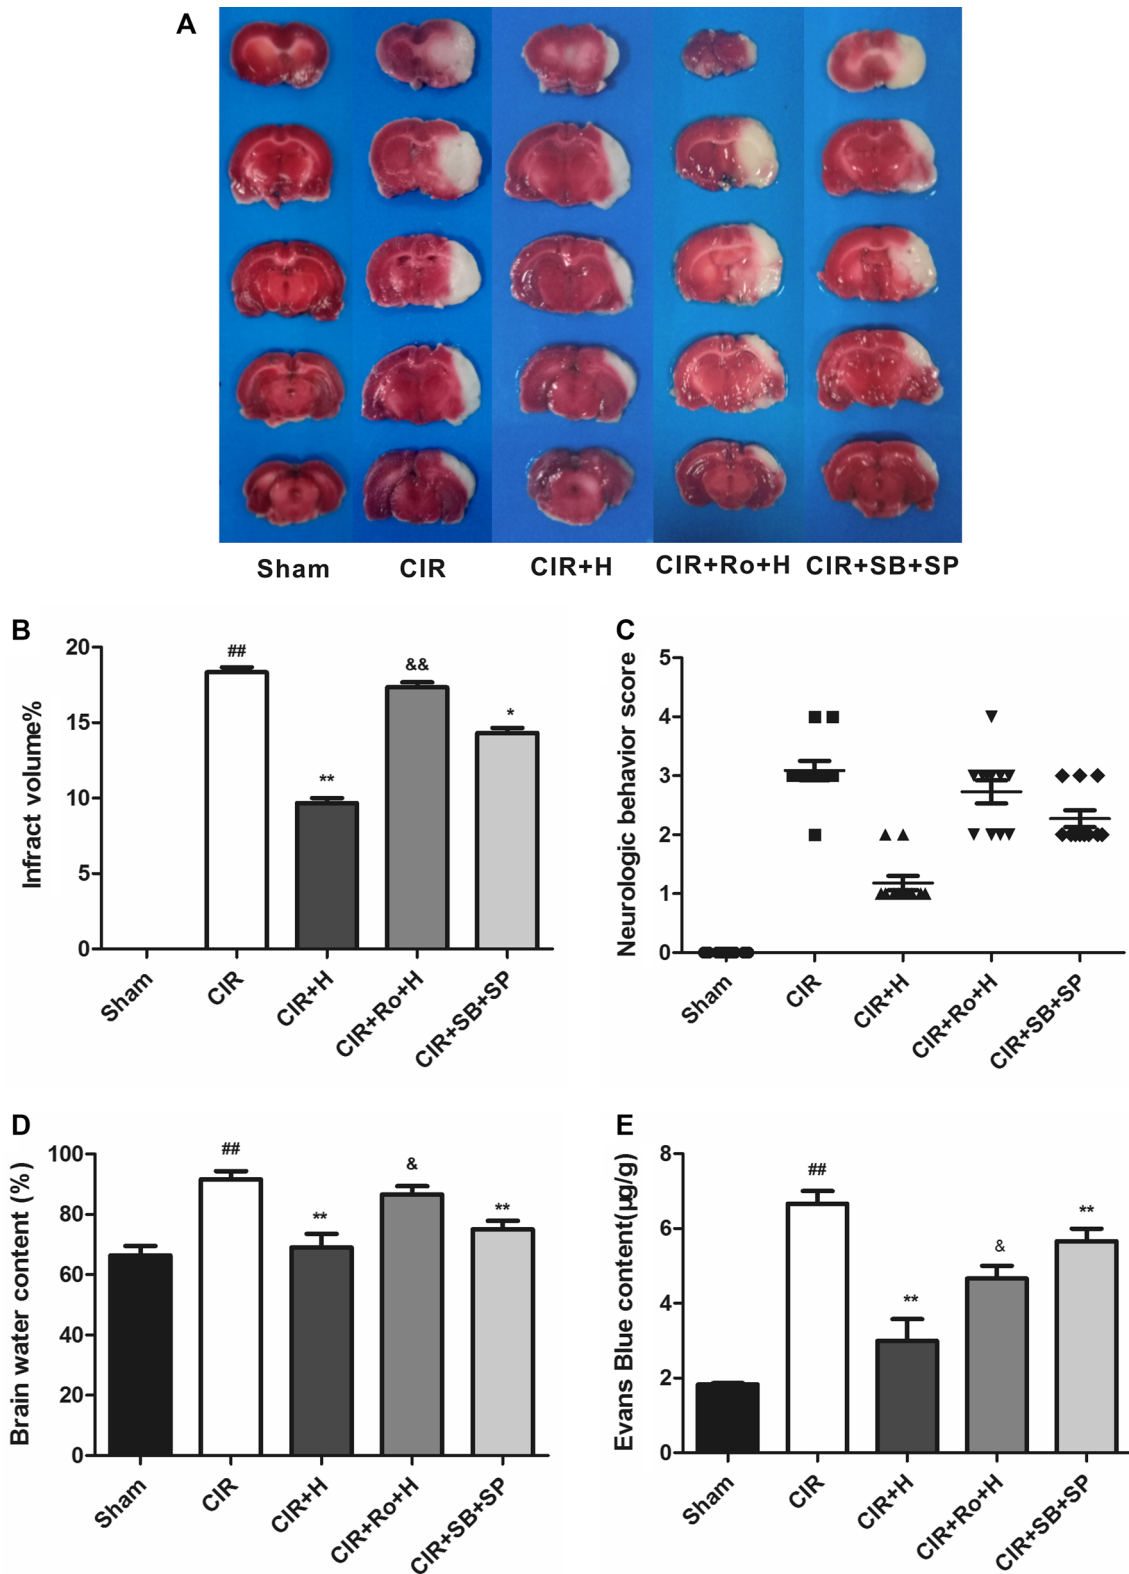 A
Sham CIR CIR+H CIR+Ro+H CIR+SB+SP
B
Infract volume%
20
15
10
5
0
##
**
&&
*
Sham CIR CIR+H CIR+Ro+H CIR+SB+SP
C
Neurologic behavior score
5
4
3
2
1
0
Sham CIR CIR+H CIR+Ro+H CIR+SB+SP
D
Brain water content (%)
100
80
60
40
20
0
##
**
&
**
Sham CIR CIR+H CIR+Ro+H CIR+SB+SP
E
Evans Blue content(μg/g)
8
6
4
2
0
##
**
&
**
Sham CIR CIR+H CIR+Ro+H CIR+SB+SP